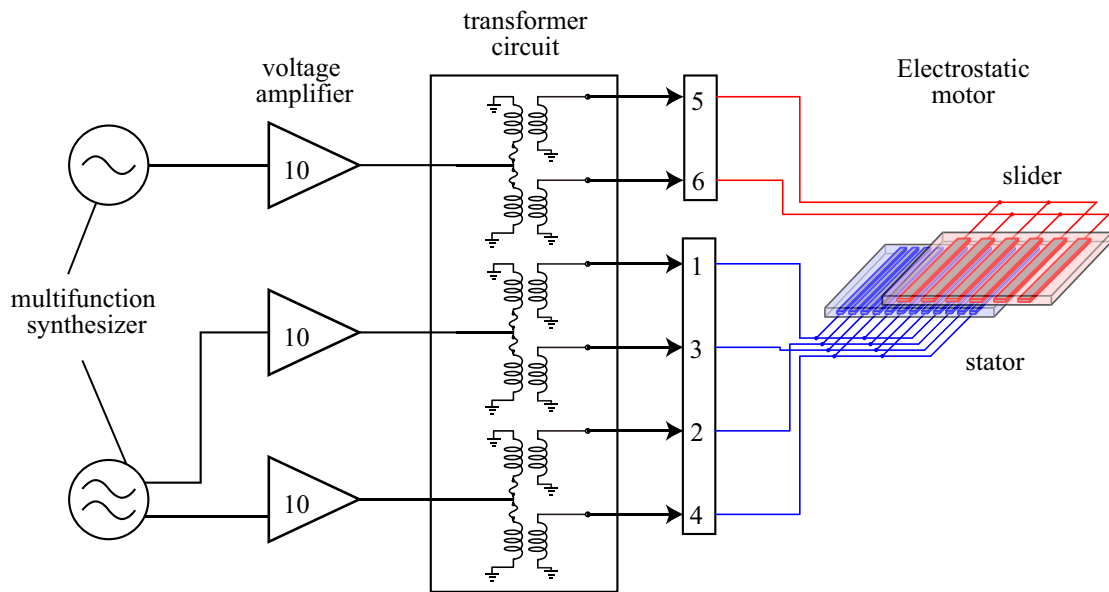 transformer
circuit
voltage
amplifier
Electrostatic
motor
multifunction
synthesizer
10
10
10
5
6
1
3
2
4
slider
stator